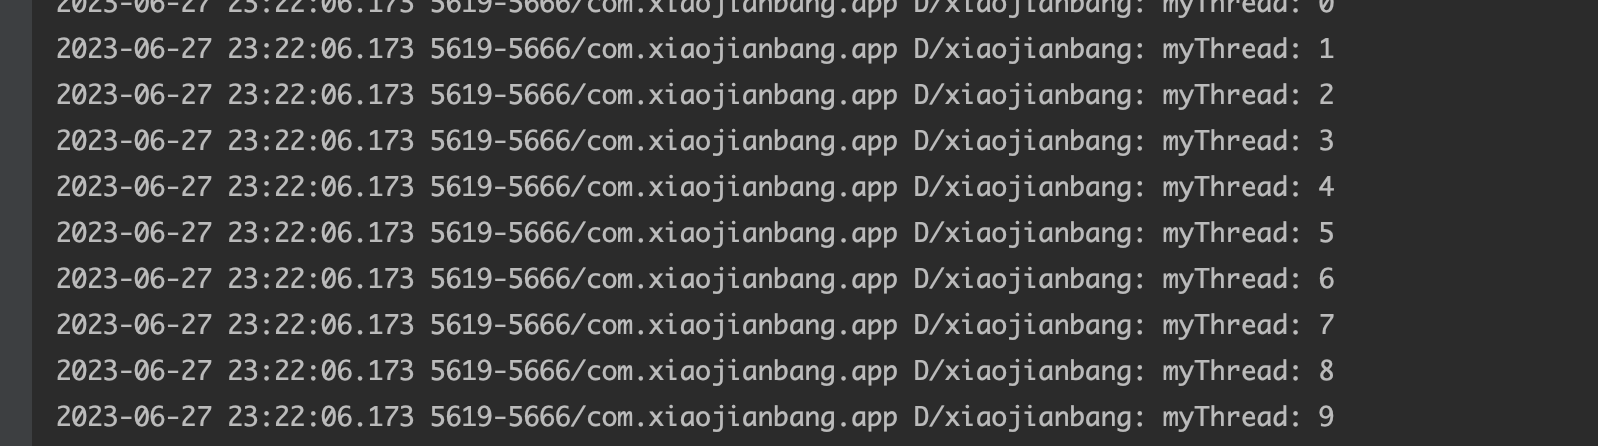 2023-06-27 23:22:06.173 5619-5666/com.xiaojianbang.app D/xiaojianbang: myThread: 0
2023-06-27 23:22:06.173 5619-5666/com.xiaojianbang.app D/xiaojianbang: myThread: 1
2023-06-27 23:22:06.173 5619-5666/com.xiaojianbang.app D/xiaojianbang: myThread: 2
2023-06-27 23:22:06.173 5619-5666/com.xiaojianbang.app D/xiaojianbang: myThread: 3
2023-06-27 23:22:06.173 5619-5666/com.xiaojianbang.app D/xiaojianbang: myThread: 4
2023-06-27 23:22:06.173 5619-5666/com.xiaojianbang.app D/xiaojianbang: myThread: 5
2023-06-27 23:22:06.173 5619-5666/com.xiaojianbang.app D/xiaojianbang: myThread: 6
2023-06-27 23:22:06.173 5619-5666/com.xiaojianbang.app D/xiaojianbang: myThread: 7
2023-06-27 23:22:06.173 5619-5666/com.xiaojianbang.app D/xiaojianbang: myThread: 8
2023-06-27 23:22:06.173 5619-5666/com.xiaojianbang.app D/xiaojianbang: myThread: 9